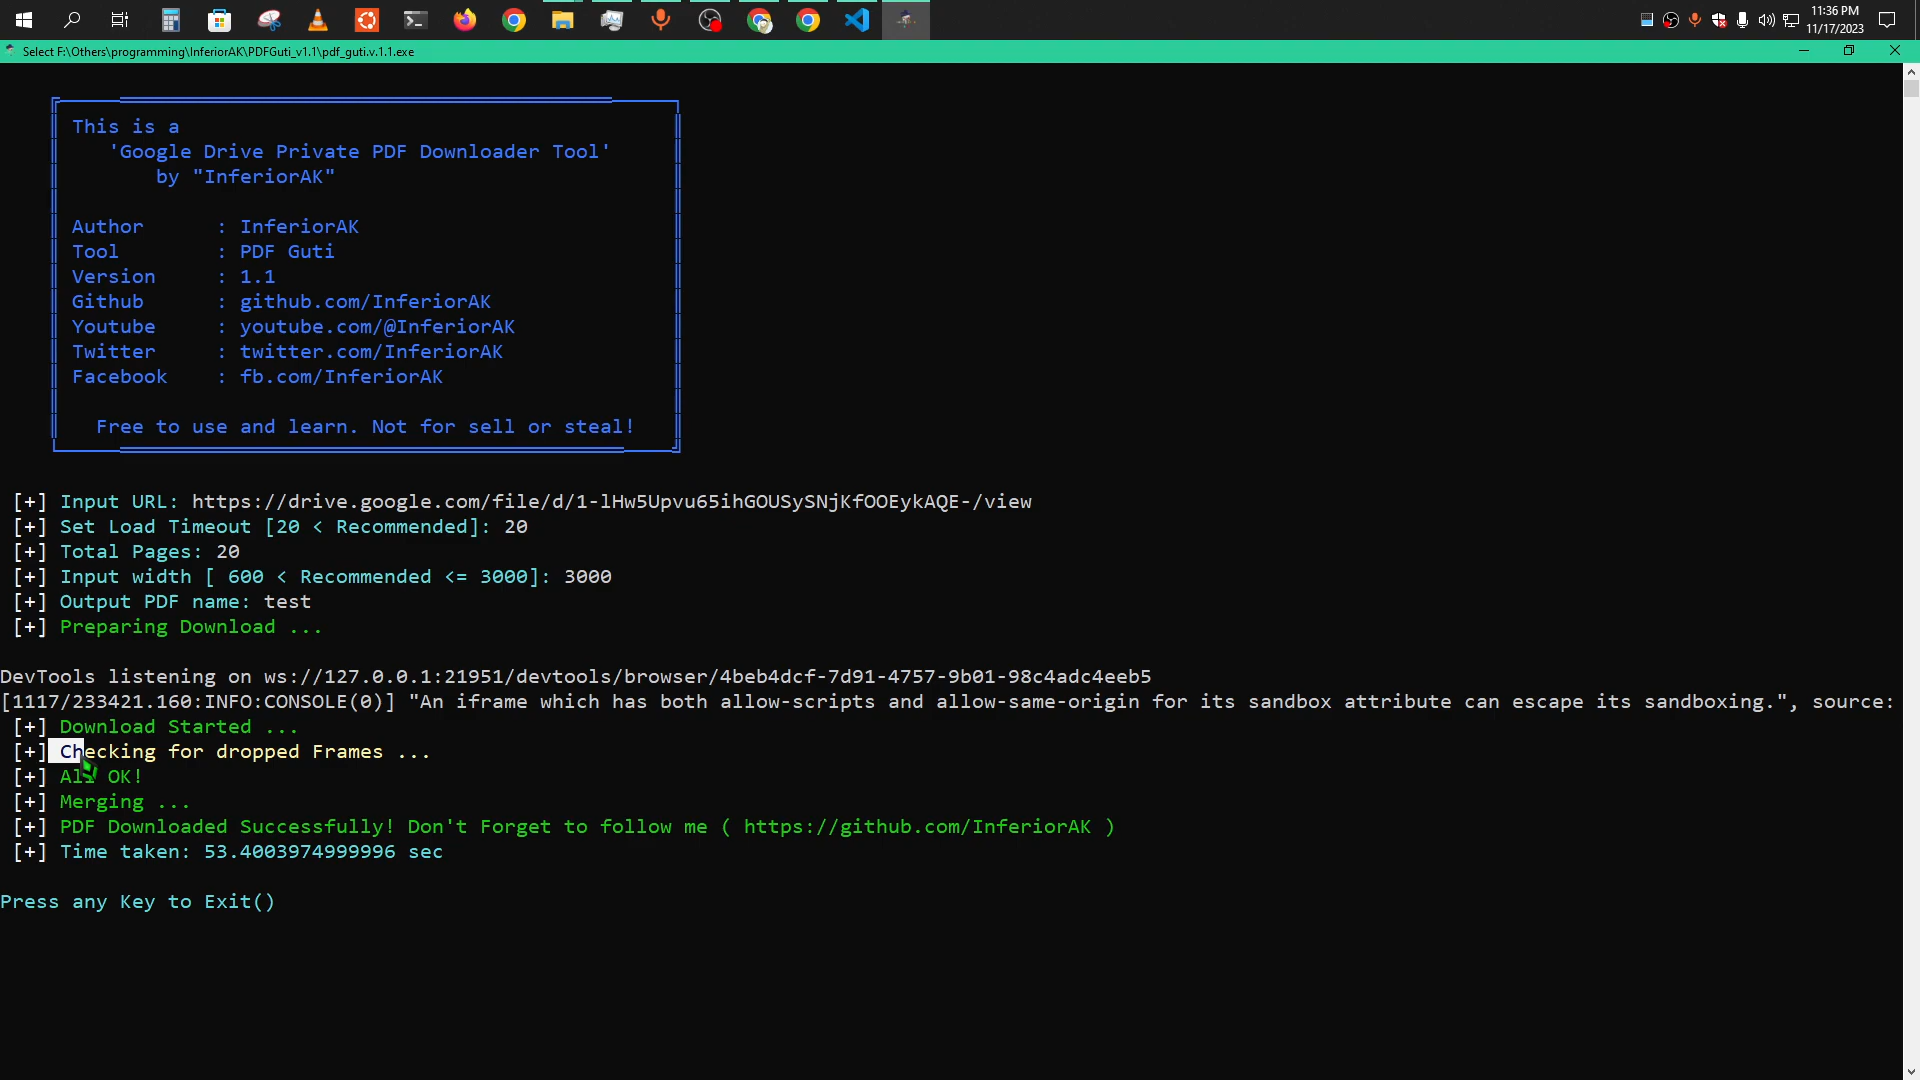 11:36 PM
11/17/2023
Select F:\Others\programming\InferiorAK\PDFGuti_v1.1\pdf_guti.v.1.1.exe
This is a
'Google Drive Private PDF Downloader Tool'
by "InferiorAK"
Author : InferiorAK
Tool : PDF Guti
Version : 1.1
Github : github.com/InferiorAK
Youtube : youtube.com/@InferiorAK
Twitter : twitter.com/InferiorAK
Facebook : fb.com/InferiorAK
Free to use and learn. Not for sell or steal!
[+] Input URL: https://drive.google.com/file/d/1-lHw5Upvu65ihGOUSySNjKfOOEykAQE-/view
[+] Set Load Timeout [20 < Recommended]: 20
[+] Total Pages: 20
[+] Input width [ 600 < Recommended <= 3000]: 3000
[+] Output PDF name: test
[+] Preparing Download ...
DevTools listening on ws://127.0.0.1:21951/devtools/browser/4beb4dcf-7d91-4757-9b01-98c4adc4eeb5
[1117/233421.160:INFO:CONSOLE(0)] "An iframe which has both allow-scripts and allow-same-origin for its sandbox attribute can escape its sandboxing.", source:
[+] Download Started ...
[+] Checking for dropped Frames ...
[+] All OK!
[+] Merging ...
[+] PDF Downloaded Successfully! Don't Forget to follow me ( https://github.com/InferiorAK )
[+] Time taken: 53.4003974999996 sec
Press any Key to Exit()